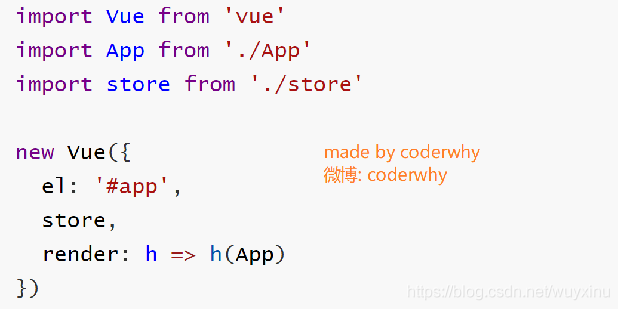 import Vue from 'vue'
import App from './App'
import store from './store'
new Vue({
made by coderwhy
el: '#app',
微博: coderwhy
store,
render: h => h(App)
})
https://blog.csdn.net/wuyxinu